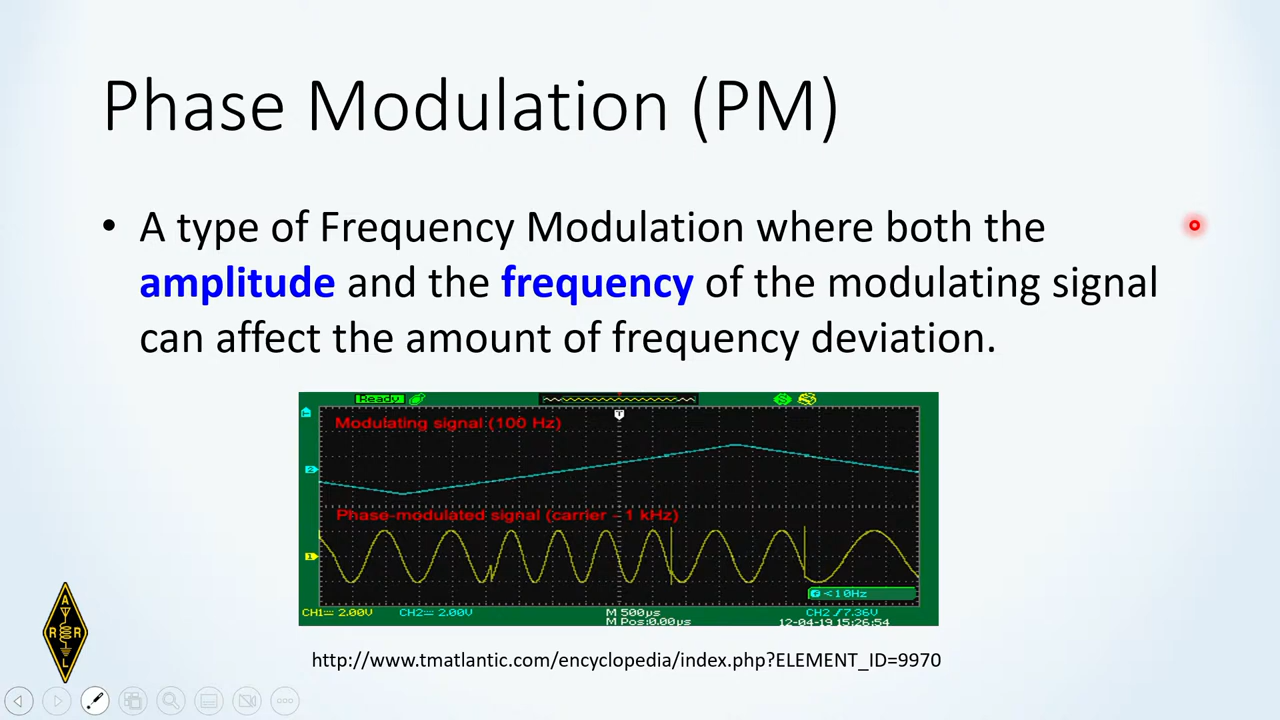 Phase Modulation (PM)
• A type of Frequency Modulation where both the
amplitude and the frequency of the modulating signal
can affect the amount of frequency deviation.
Ready
T
Modulating signal (100 Hz)
2
Phase-modulated signal (carrier - 1 kHz)
1
<10Hz
CH1 2.00V CH2 2.00V M 500µs CH2 7.36V
M Pos:0.00µs 12-04-19 15:26:54
A
R R
L
http://www.tmatlantic.com/encyclopedia/index.php?ELEMENT_ID=9970